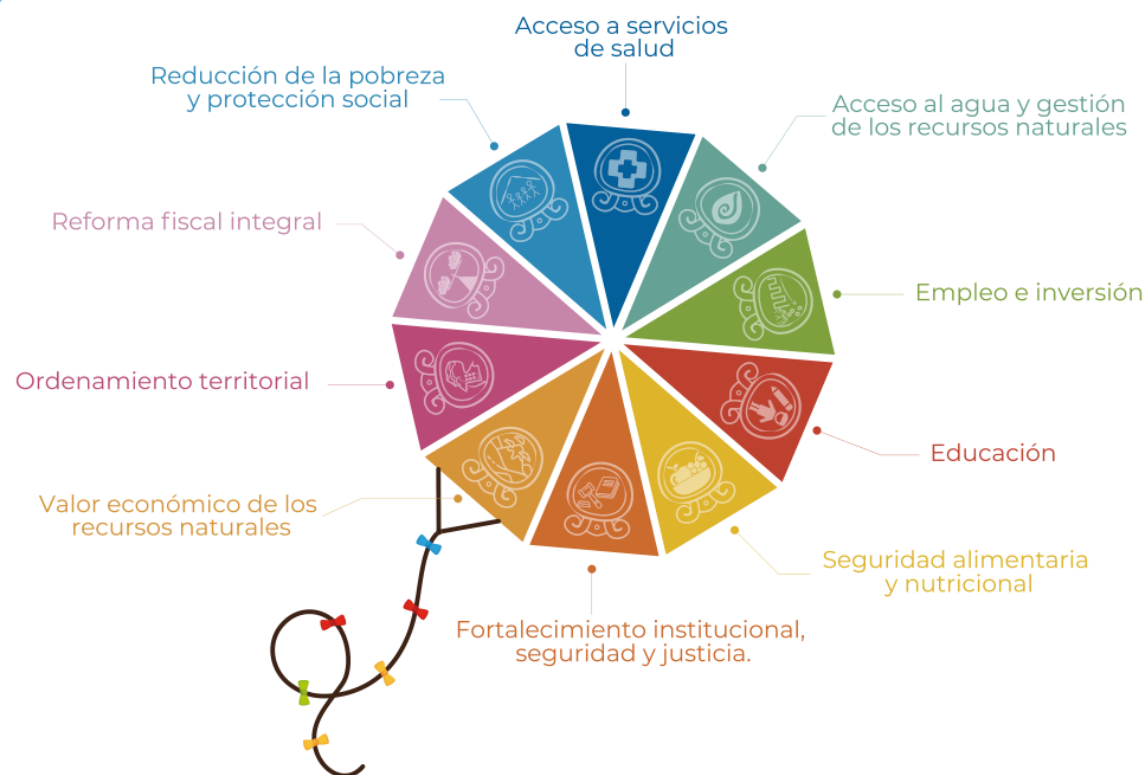 Acceso a servicios
de salud
Reducción de la pobreza
y protección social
Acceso al agua y gestión
de los recursos naturales
Reforma fiscal integral
Empleo e inversión
Ordenamiento territorial
Educación
Valor económico de los
recursos naturales
Seguridad alimentaria
y nutricional
Fortalecimiento institucional,
seguridad y justicia.